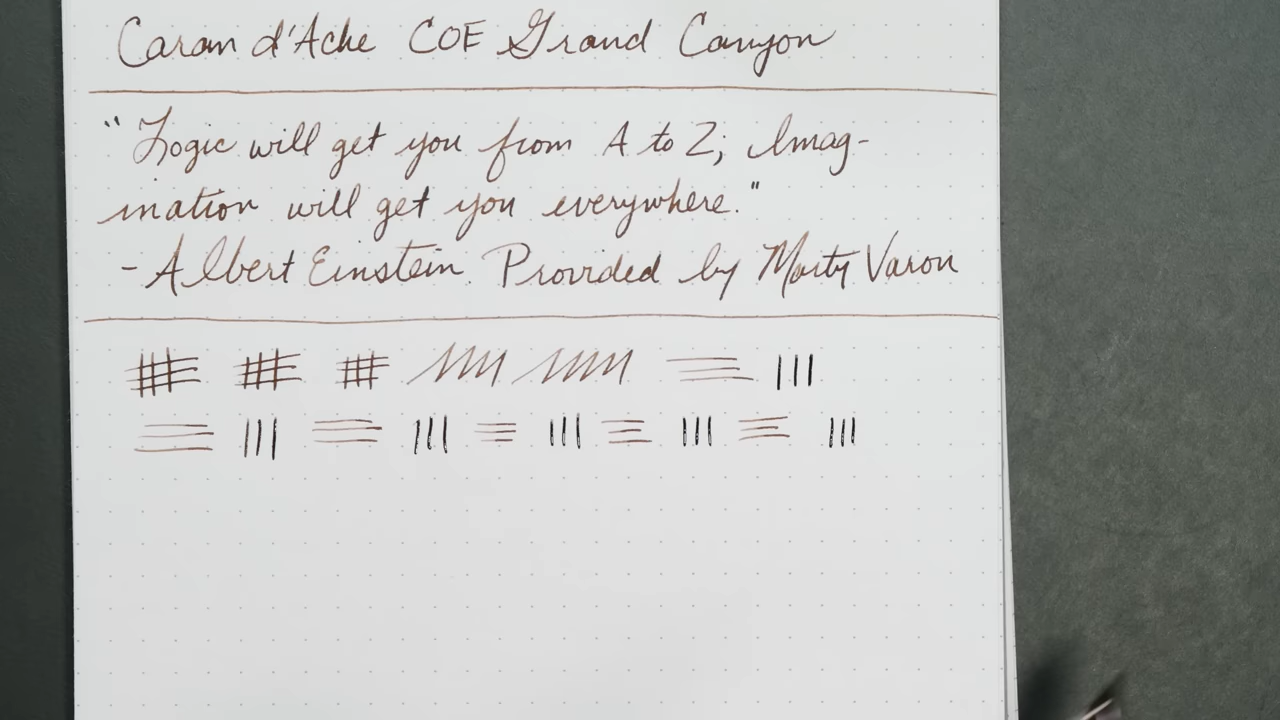 Caran d'Ache COE Grand Canyon
"Logic will get you from A to Z; Imag-
ination will get you everywhere."
- Albert Einstein. Provided by Marty Varon